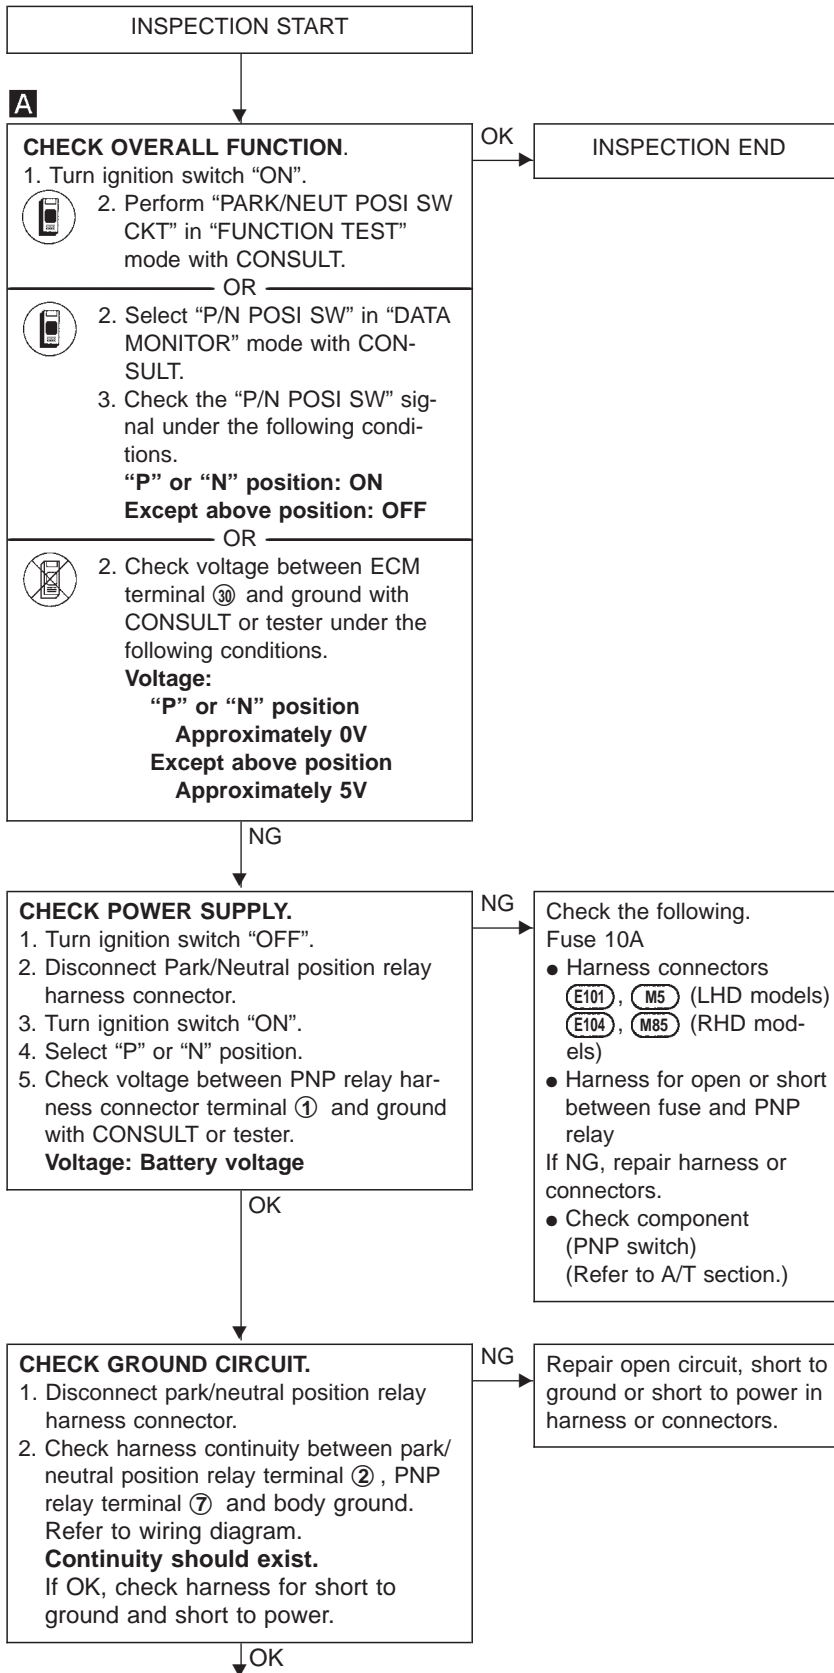 INSPECTION START
A
CHECK OVERALL FUNCTION.
1. Turn ignition switch “ON”.
2. Perform “PARK/NEUT POSI SW
CKT” in “FUNCTION TEST”
mode with CONSULT.
OR
2. Select “P/N POSI SW” in “DATA
MONITOR” mode with CON-
SULT.
3. Check the “P/N POSI SW” sig-
nal under the following condi-
tions.
“P” or “N” position: ON
Except above position: OFF
OR
2. Check voltage between ECM
terminal ㉚ and ground with
CONSULT or tester under the
following conditions.
Voltage:
“P” or “N” position
Approximately 0V
Except above position
Approximately 5V
OK
INSPECTION END
NG
CHECK POWER SUPPLY.
1. Turn ignition switch “OFF”.
2. Disconnect Park/Neutral position relay
harness connector.
3. Turn ignition switch “ON”.
4. Select “P” or “N” position.
5. Check voltage between PNP relay har-
ness connector terminal ① and ground
with CONSULT or tester.
Voltage: Battery voltage
NG
Check the following.
Fuse 10A
● Harness connectors
E101, M5 (LHD models)
E104, M85 (RHD mod-
els)
● Harness for open or short
between fuse and PNP
relay
If NG, repair harness or
connectors.
● Check component
(PNP switch)
(Refer to A/T section.)
OK
CHECK GROUND CIRCUIT.
1. Disconnect park/neutral position relay
harness connector.
2. Check harness continuity between park/
neutral position relay terminal ②, PNP
relay terminal ⑦ and body ground.
Refer to wiring diagram.
Continuity should exist.
If OK, check harness for short to
ground and short to power.
NG
Repair open circuit, short to
ground or short to power in
harness or connectors.
OK